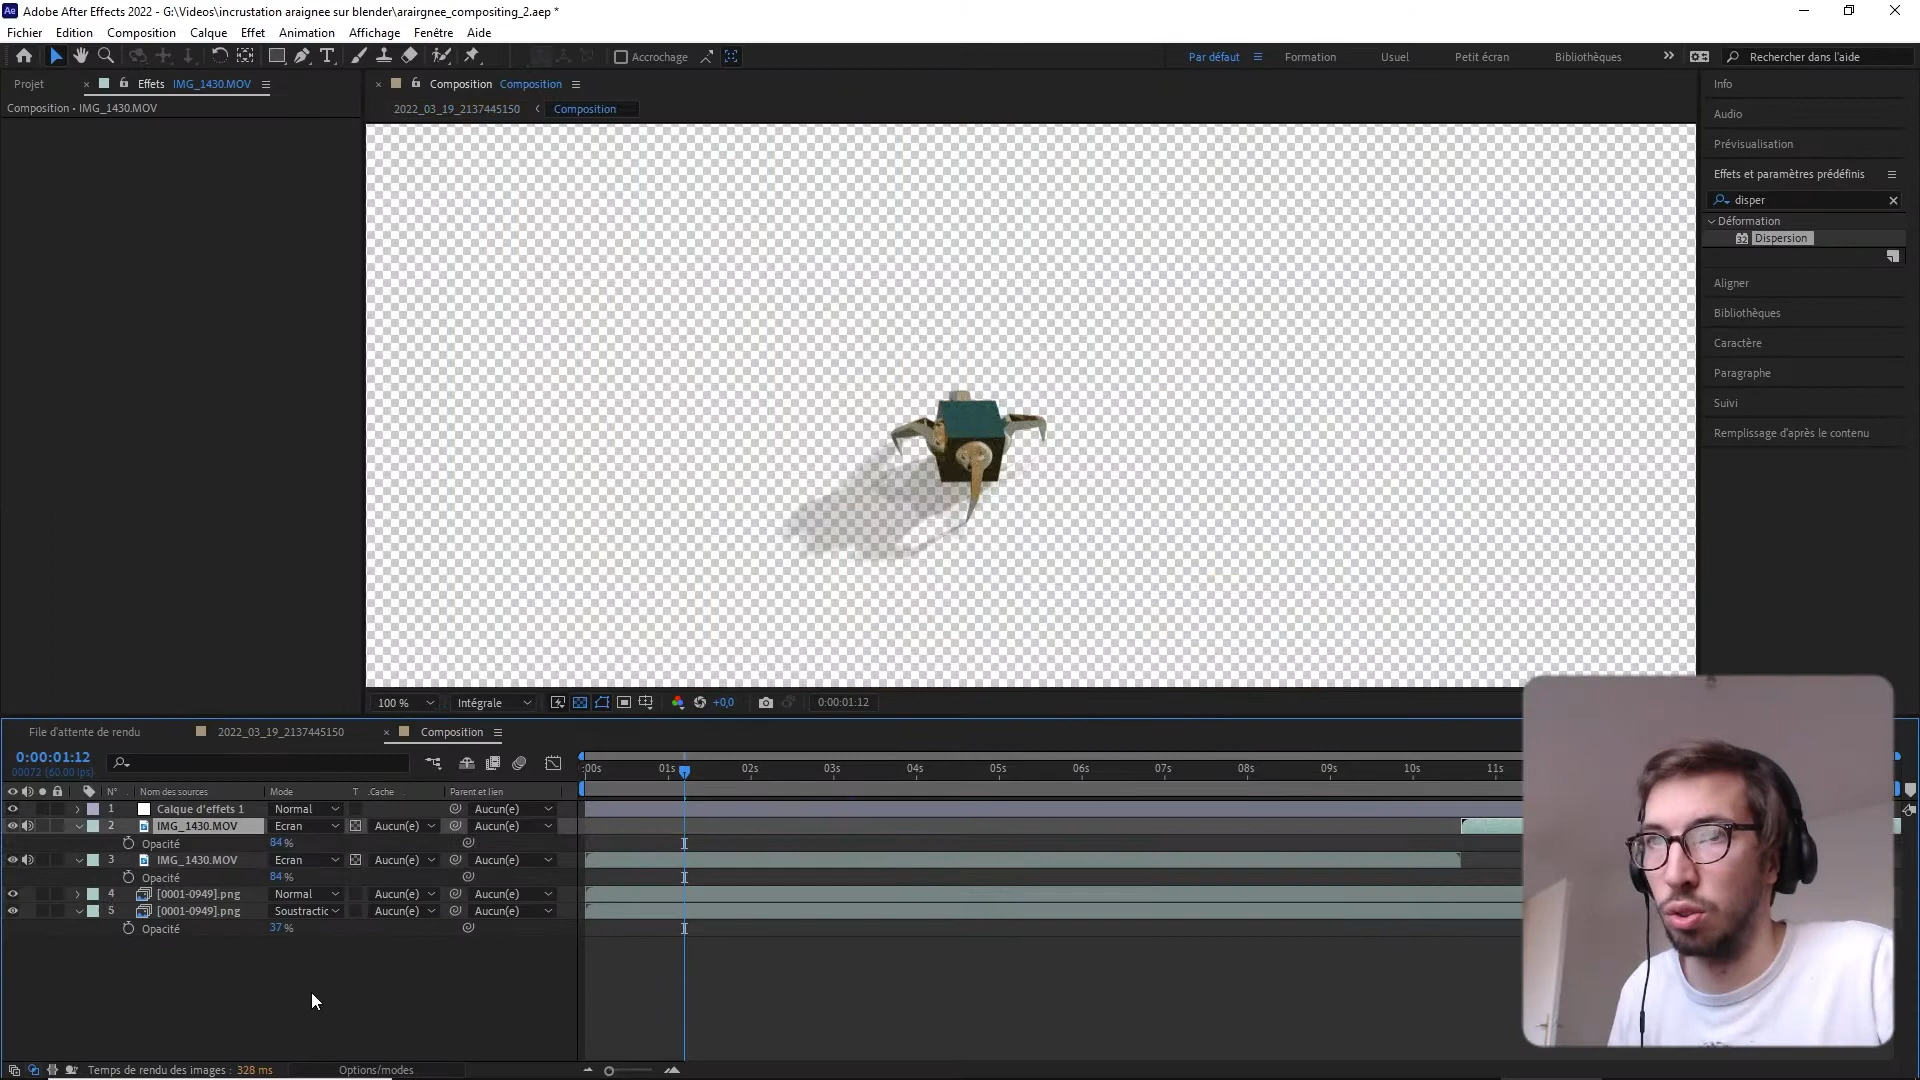 Adobe After Effects 2022 - G:\Videos\incrustation araignee sur blender\arairgnee_compositing_2.aep *
Fichier Edition Composition Calque Effet Animation Affichage Fenêtre Aide
Accrochage
Par défaut Formation Usuel Petit écran Bibliothèques Rechercher dans l'aide
Projet Effets IMG_1430.MOV
Composition • IMG_1430.MOV
Composition Composition
2022_03_19_2137445150 Composition
Info
Audio
Prévisualisation
Effets et paramètres prédéfinis
disper
Déformation
Dispersion
Aligner
Bibliothèques
Caractère
Paragraphe
Suivi
Remplissage d'après le contenu
100 % Intégrale +0,0 0:00:01:12
File d'attente de rendu 2022_03_19_2137445150 Composition
0:00:01:12
00072 (60.00 fps)
:00s 01s 02s 03s 04s 05s 06s 07s 08s 09s 10s 11s
N° Nom des sources Mode T .Cache Parent et lien
1 Calque d'effets 1 Normal Aucun(e)
2 IMG_1430.MOV Ecran Aucun(e) Aucun(e)
Opacité 84 %
3 IMG_1430.MOV Ecran Aucun(e) Aucun(e)
Opacité 84 %
4 [0001-0949].png Normal Aucun(e) Aucun(e)
5 [0001-0949].png Soustractic Aucun(e) Aucun(e)
Opacité 37 %
Temps de rendu des images : 328 ms Options/modes